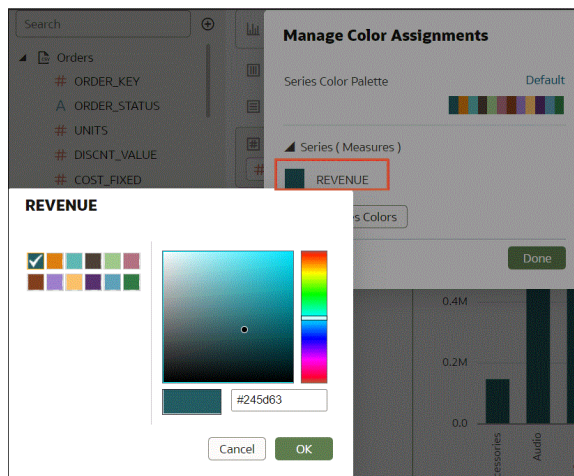 Search
Orders
# ORDER_KEY
A ORDER_STATUS
# UNITS
# DISCNT_VALUE
# COST_FIXED
#
#
Manage Color Assignments
Series Color Palette
Default
Series ( Measures )
REVENUE
es Colors
Done
REVENUE
#245d63
Cancel
OK
0.4M
0.2M
0.0
cessories
Audio